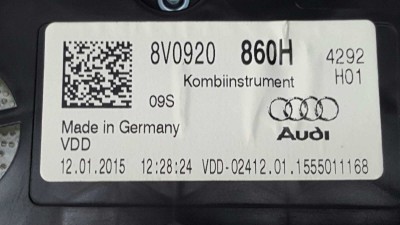 8V0920 860H 4292
Kombiinstrument H01
09S
Made in Germany Audi
VDD
12.01.2015 12:28:24 VDD-02412.01.1555011168